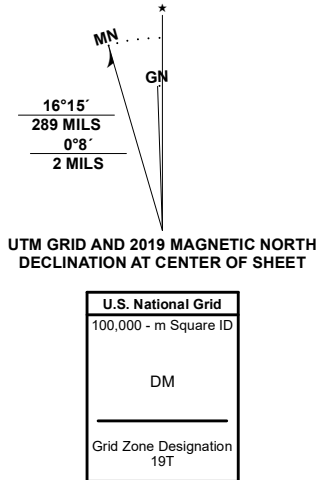 ★
MN
GN
16°15´
289 MILS
0°8´
2 MILS
UTM GRID AND 2019 MAGNETIC NORTH
DECLINATION AT CENTER OF SHEET
U.S. National Grid
100,000 - m Square ID
DM
Grid Zone Designation
19T